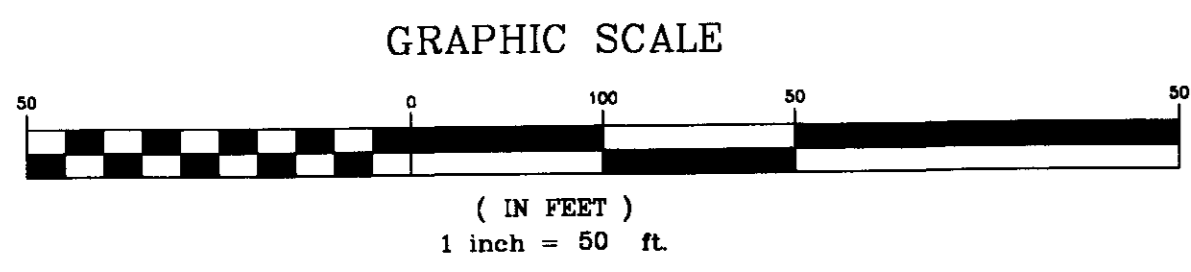 GRAPHIC SCALE
50 0 100 50 50
( IN FEET )
1 inch = 50 ft.